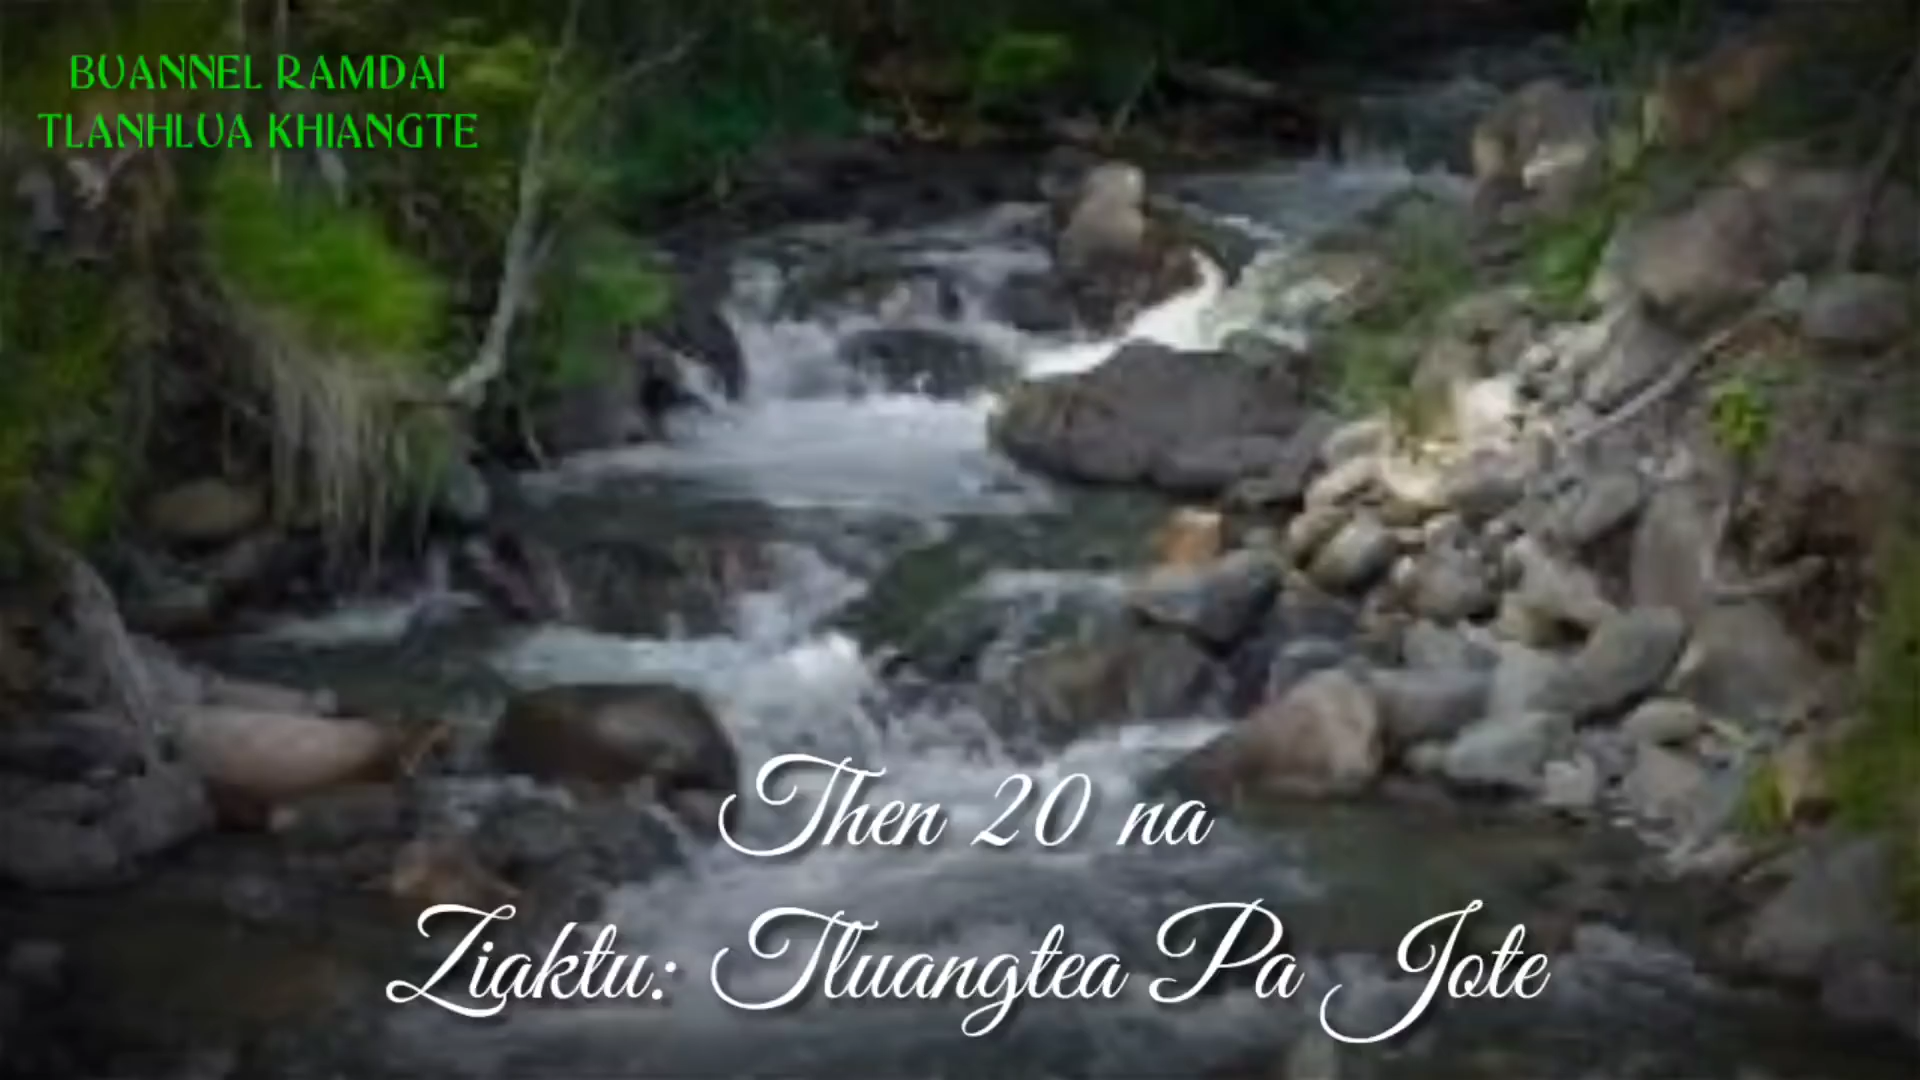 BUANNEL RAMDAI
TLANHLUA KHIANGTE
Then 20 na
Ziaktu: Tluangtea Pa Jote